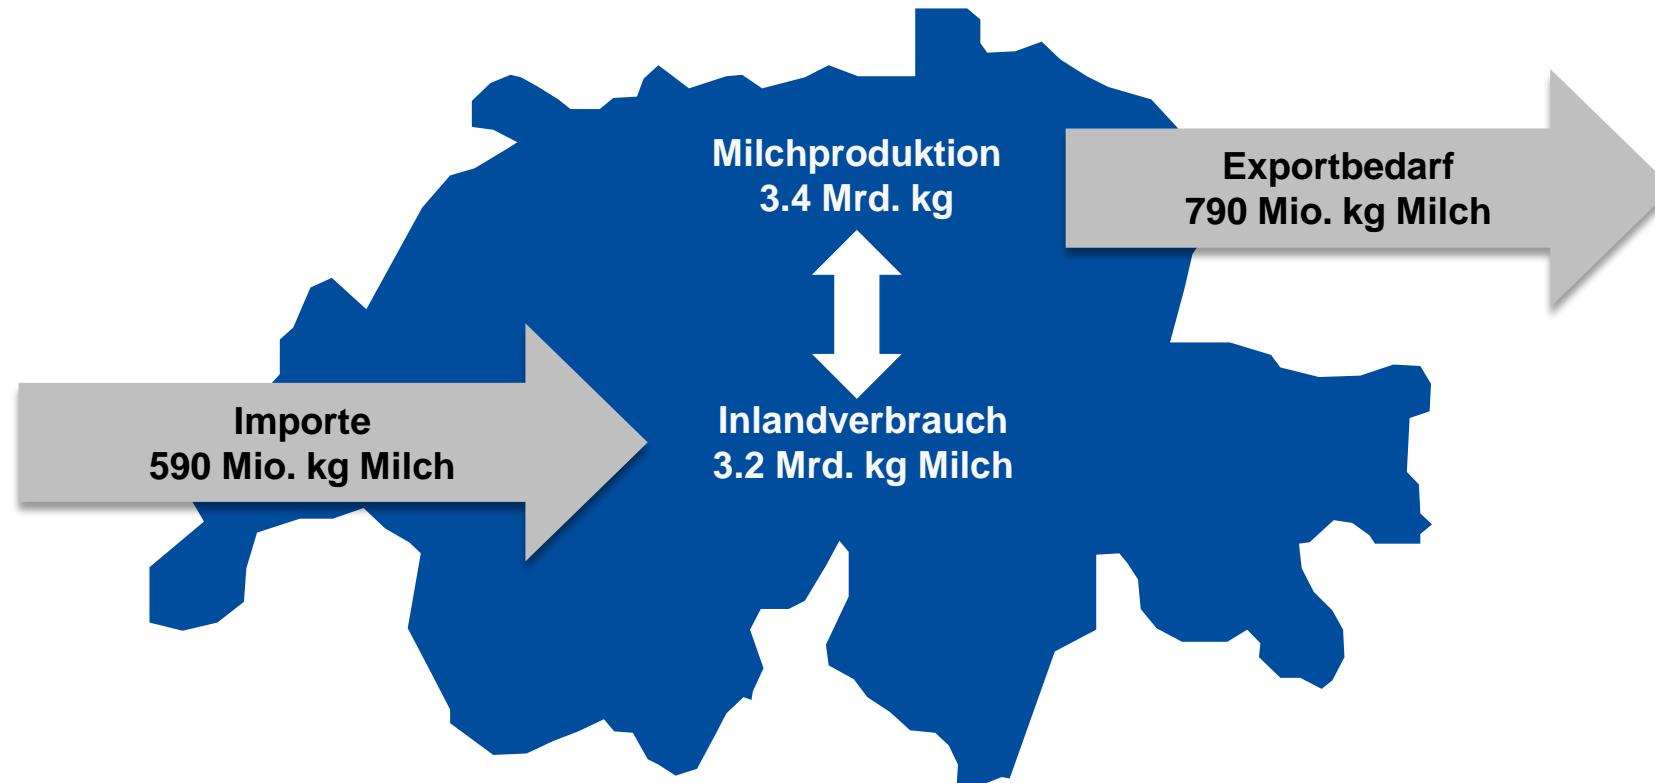 Milchproduktion
3.4 Mrd. kg
Exportbedarf
790 Mio. kg Milch
Importe
590 Mio. kg Milch
Inlandverbrauch
3.2 Mrd. kg Milch